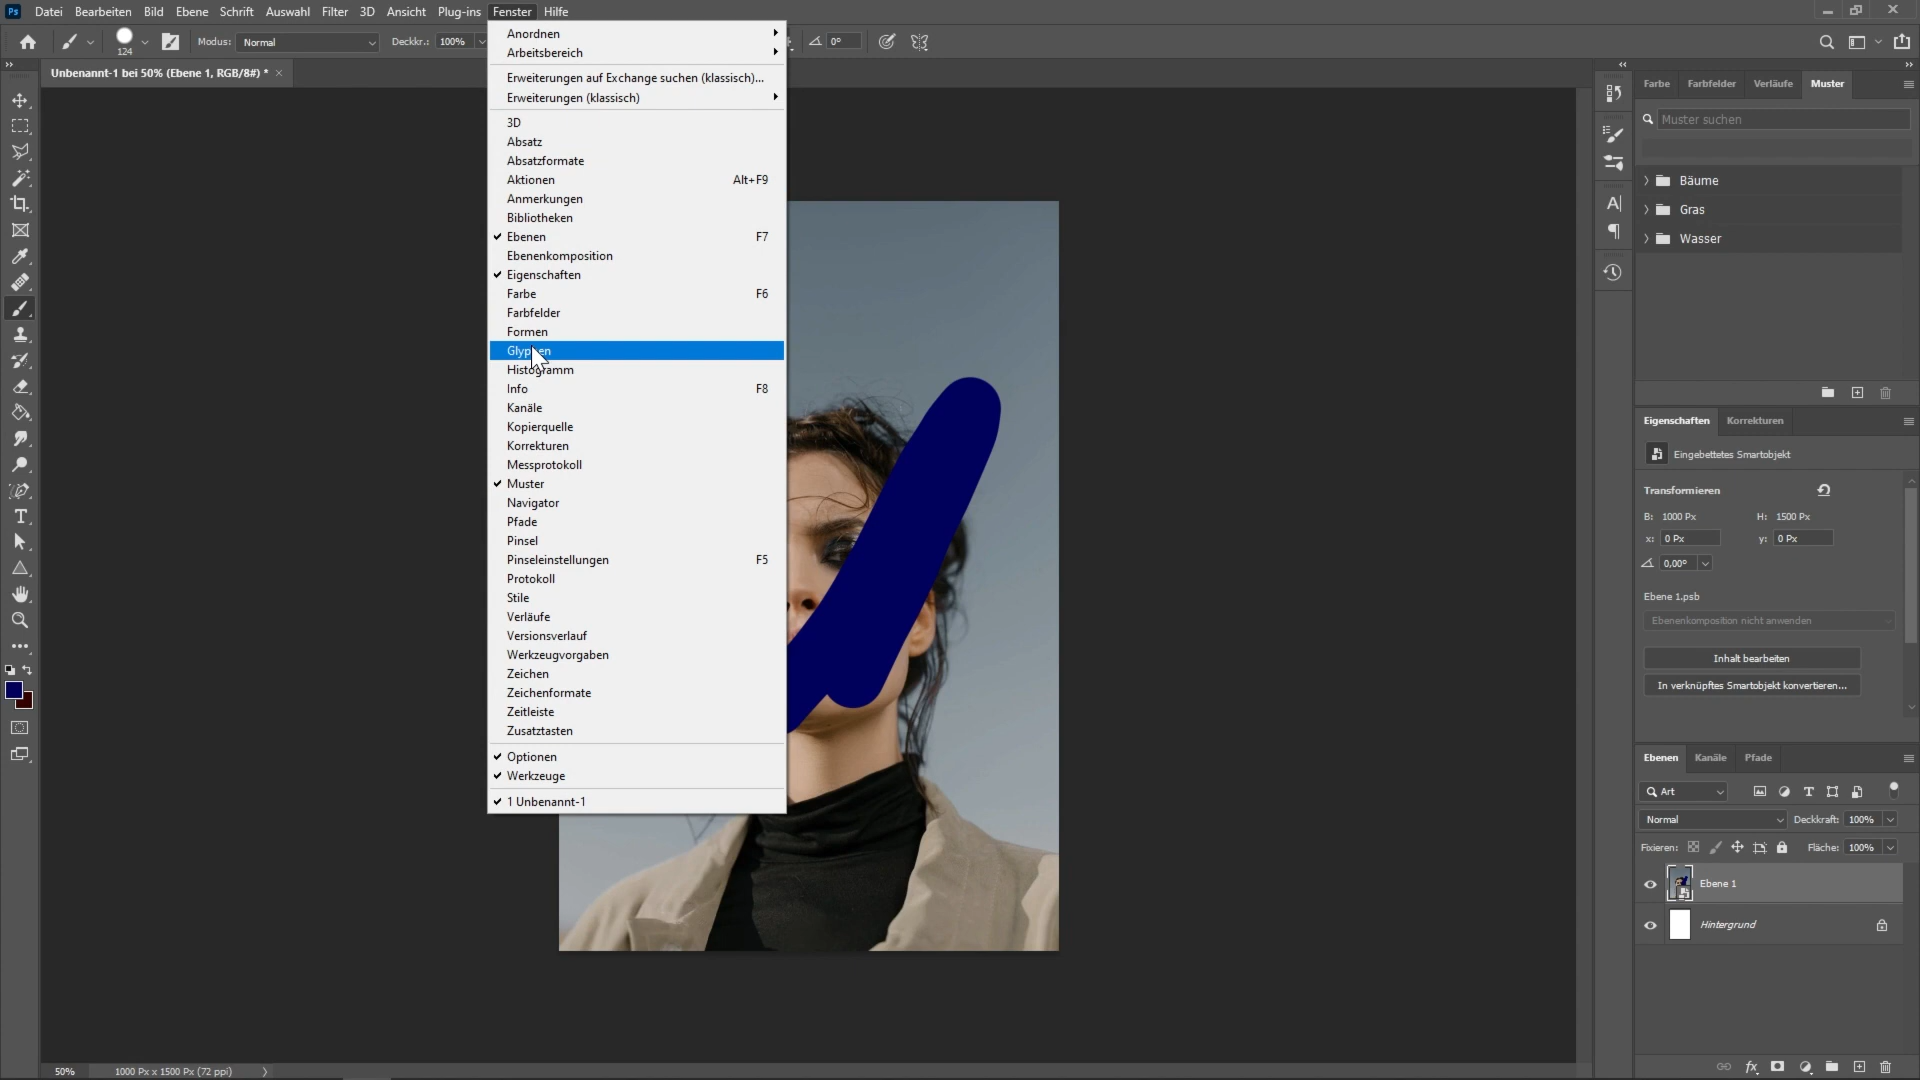 Ps Datei Bearbeiten Bild Ebene Schrift Auswahl Filter 3D Ansicht Plug-ins Fenster Hilfe
124 Modus: Normal Deckkr.: 100% 0°
Unbenannt-1 bei 50% (Ebene 1, RGB/8#) * ×
Anordnen
Arbeitsbereich
Erweiterungen auf Exchange suchen (klassisch)...
Erweiterungen (klassisch)
3D
Absatz
Absatzformate
Aktionen Alt+F9
Anmerkungen
Bibliotheken
Ebenen F7
Ebenenkomposition
Eigenschaften
Farbe F6
Farbfelder
Formen
Glyphen
Histogramm
Info F8
Kanäle
Kopierquelle
Korrekturen
Messprotokoll
Muster
Navigator
Pfade
Pinsel
Pinseleinstellungen F5
Protokoll
Stile
Verläufe
Versionsverlauf
Werkzeugvorgaben
Zeichen
Zeichenformate
Zeitleiste
Zusatztasten
Optionen
Werkzeuge
1 Unbenannt-1
Farbe Farbfelder Verläufe Muster
Muster suchen
Bäume
Gras
Wasser
Eigenschaften Korrekturen
Eingebettetes Smartobjekt
Transformieren
B: 1000 Px H: 1500 Px
x: 0 Px y: 0 Px
0,00°
Ebene 1.psb
Ebenenkomposition nicht anwenden
Inhalt bearbeiten
In verknüpftes Smartobjekt konvertieren...
Ebenen Kanäle Pfade
Art
Normal Deckkraft: 100%
Fixieren: Fläche: 100%
Ebene 1
Hintergrund
fx
50% 1000 Px x 1500 Px (72 ppi)